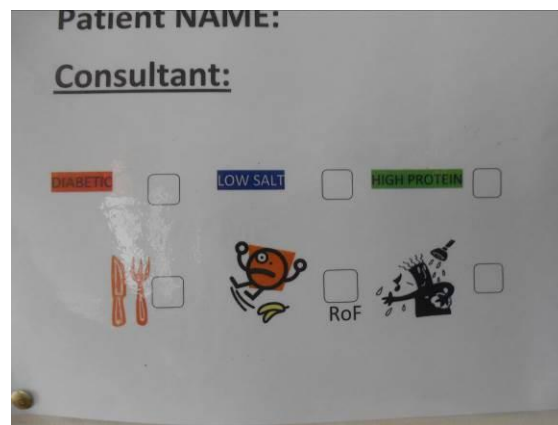 Patient NAME:
Consultant:
DIABETIC LOW SALT HIGH PROTEIN
RoF